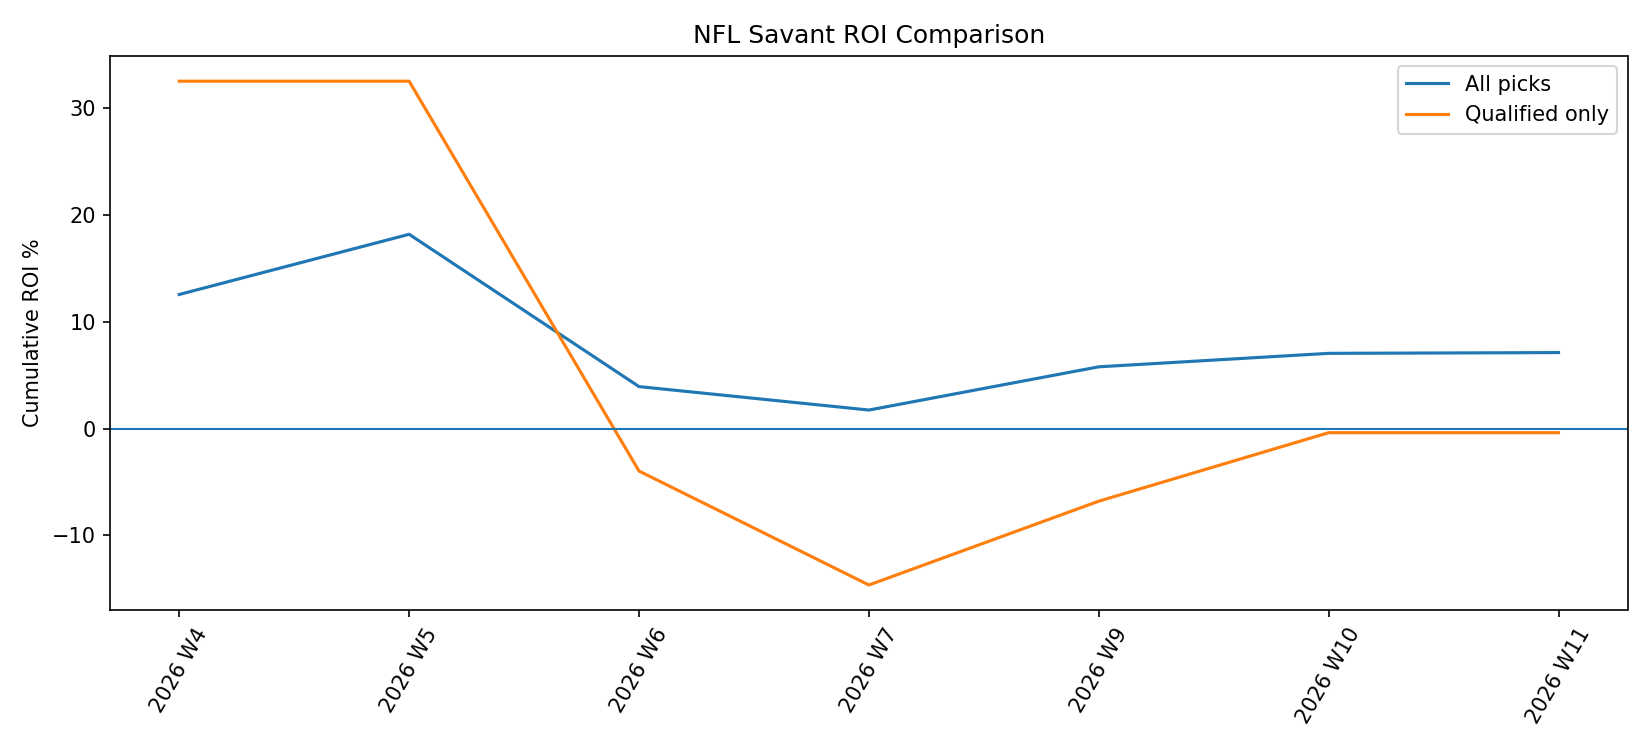 NFL Savant ROI Comparison
All picks
Qualified only
Cumulative ROI %
30
20
10
0
−10
2026 W4
2026 W5
2026 W6
2026 W7
2026 W9
2026 W10
2026 W11